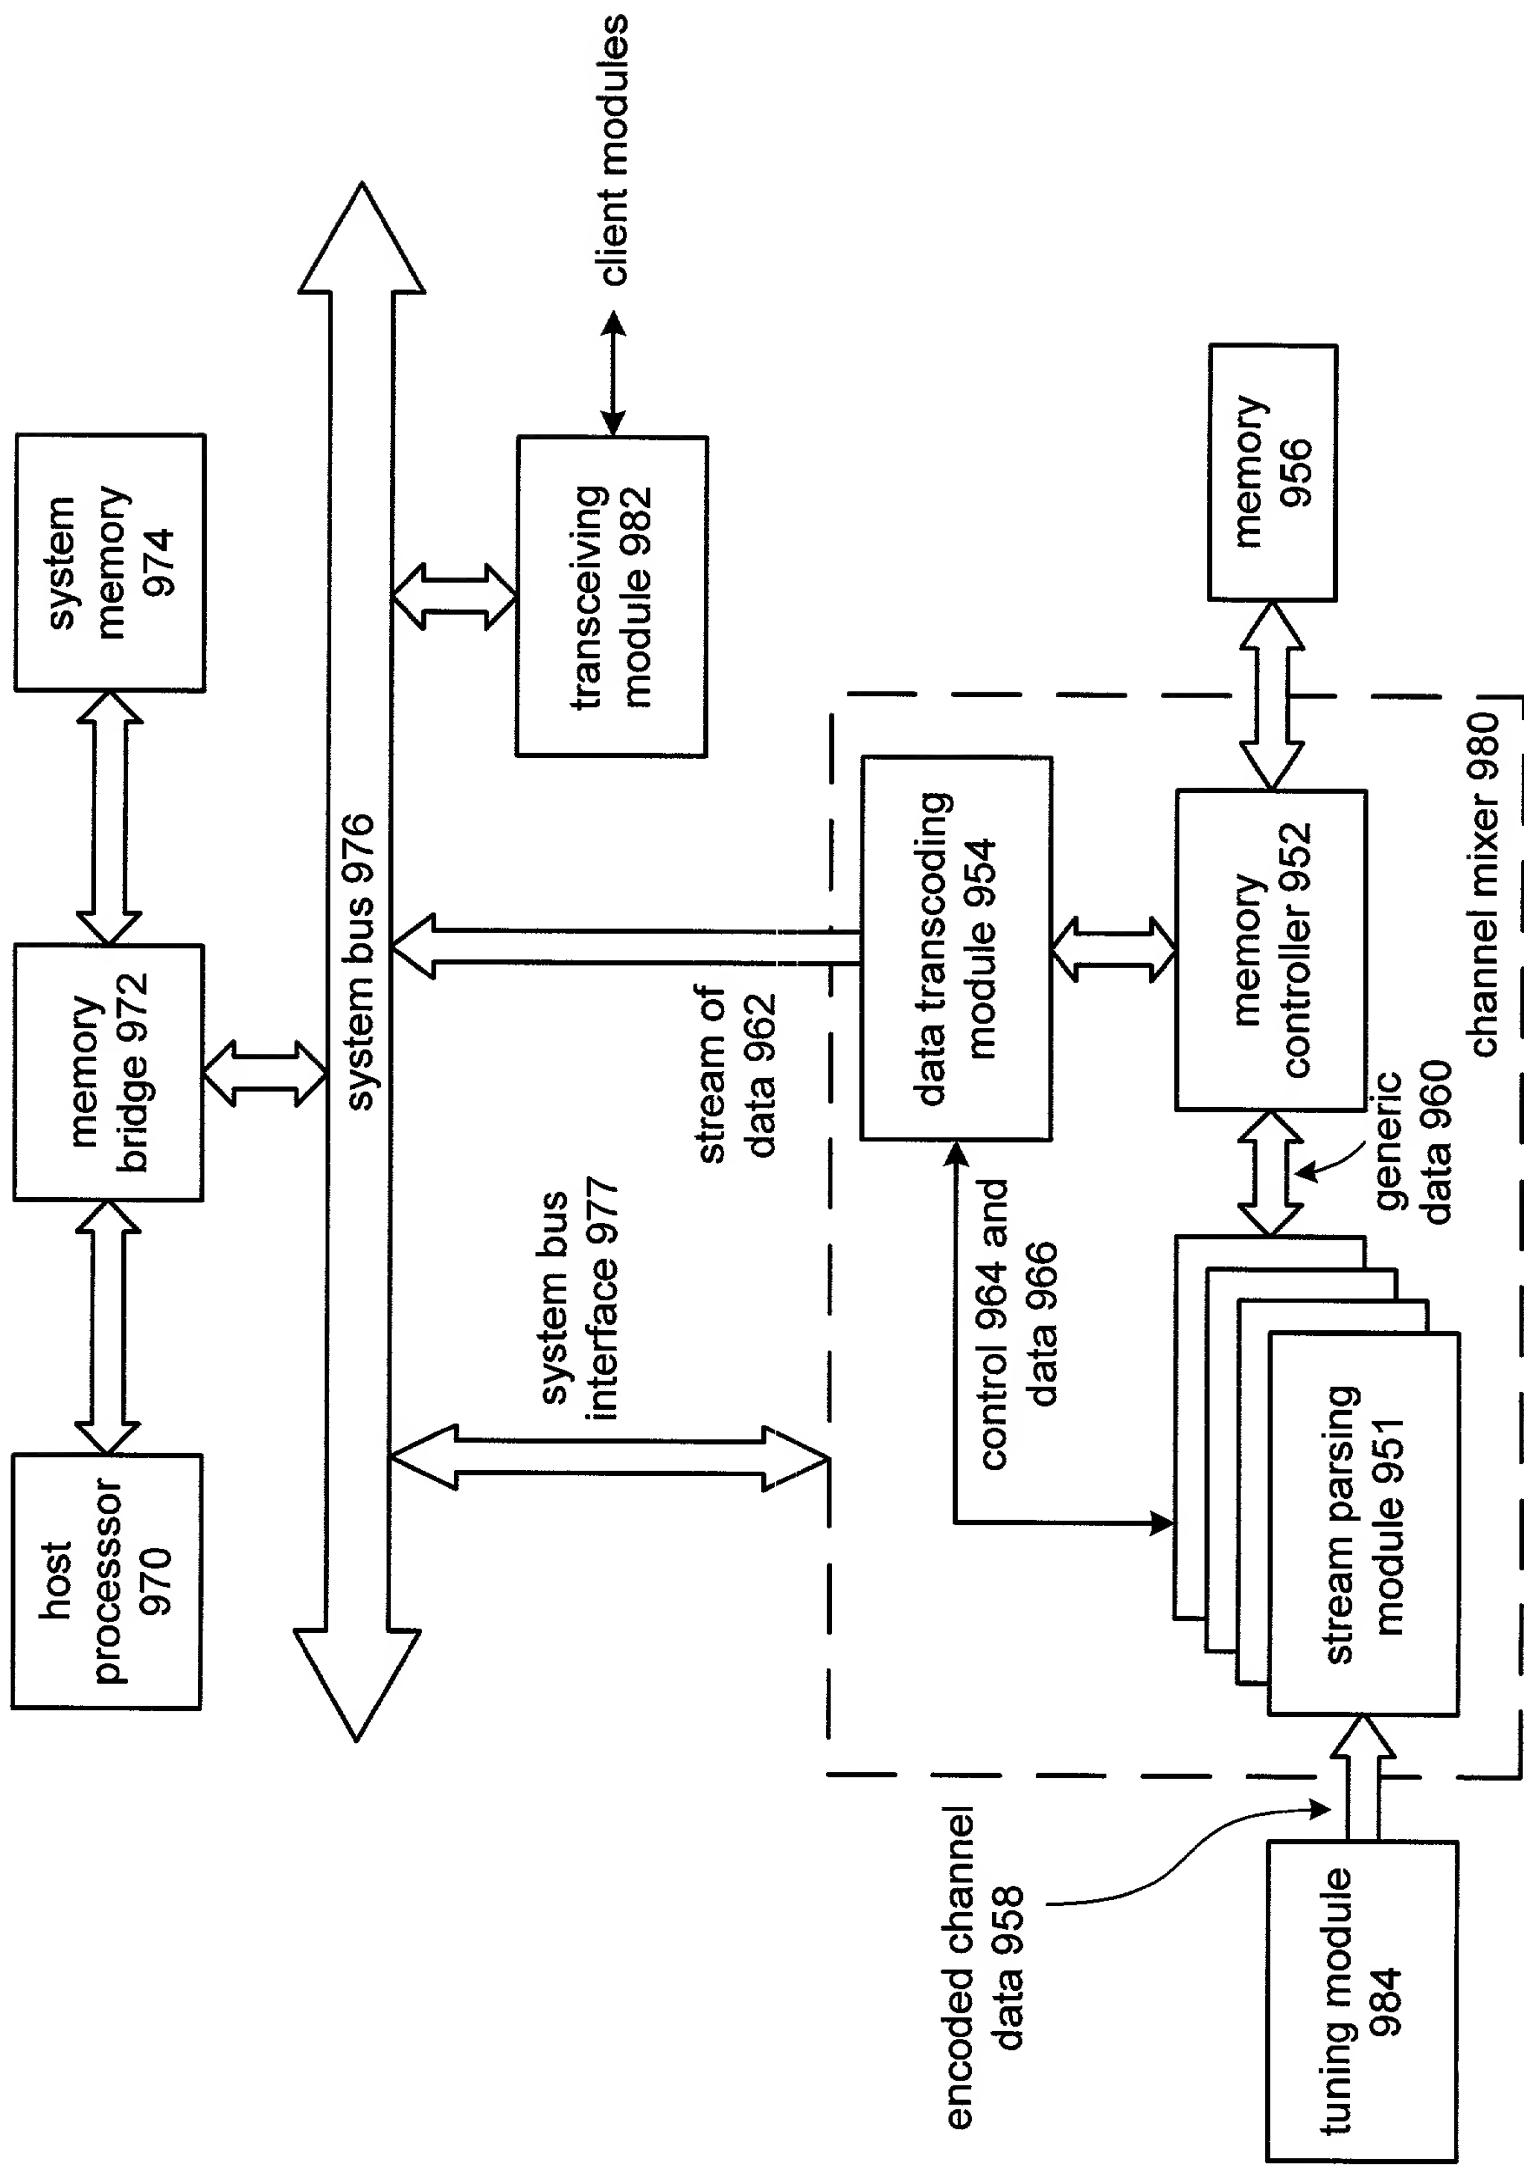 host
processsor
970
memory
bridge 972
system
memory
974
system bus 976
system bus
interface 977
stream of
data 962
transceiving
module 982
client modules
data transcoding
module 954
control 964 and
data 966
encoded channel
data 958
tuning module
984
stream parsing
module 951
generic
data 960
memory
controller 952
memory
956
channel mixer 980